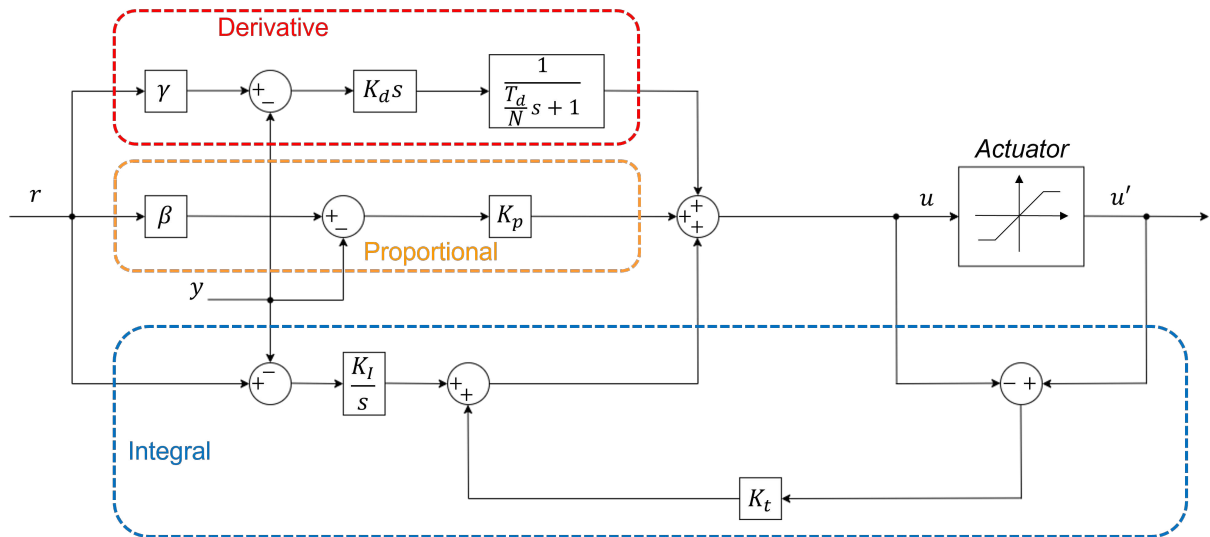 Derivative
γ
+
−
K_d s
1
T_d
N
s + 1
Actuator
r
β
+
−
K_p
+
+
+
u
u′
Proportional
y
+
−
K_I
s
+
+
− +
Integral
K_t